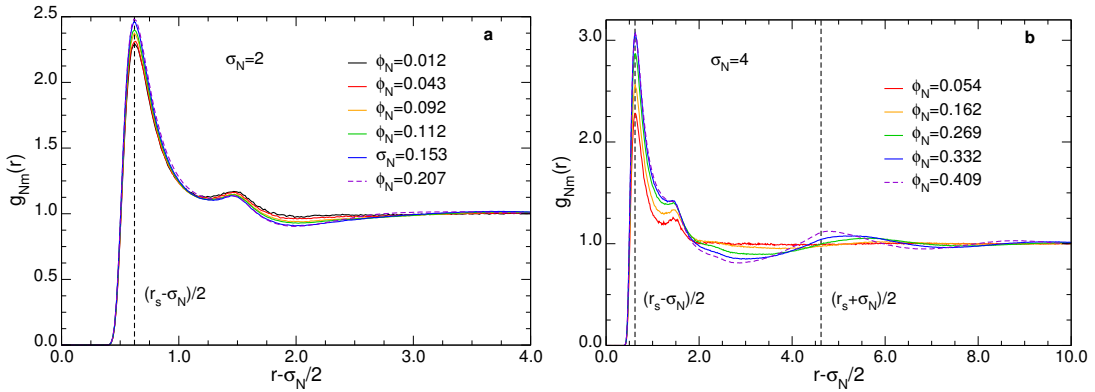 a
σ_N=2
ϕ_N=0.012
ϕ_N=0.043
ϕ_N=0.092
ϕ_N=0.112
σ_N=0.153
ϕ_N=0.207
(r_s-σ_N)/2
g_Nm(r)
2.5
2.0
1.5
1.0
0.5
0.0
0.0 1.0 2.0 3.0 4.0
r-σ_N/2
b
σ_N=4
ϕ_N=0.054
ϕ_N=0.162
ϕ_N=0.269
ϕ_N=0.332
ϕ_N=0.409
(r_s-σ_N)/2
(r_s+σ_N)/2
g_Nm(r)
3.0
2.0
1.0
0.0
0.0 2.0 4.0 6.0 8.0 10.0
r-σ_N/2